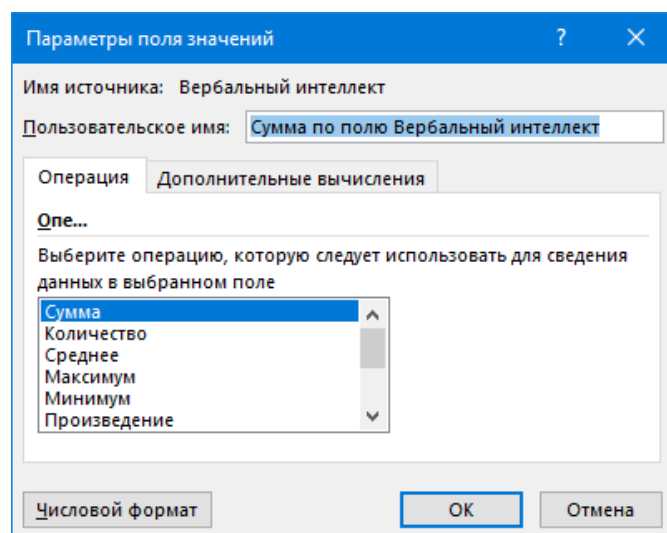 Параметры поля значений ? ×
Имя источника: Вербальный интеллект
Пользовательское имя: Сумма по полю Вербальный интеллект
Операция Дополнительные вычисления
Опе...
Выберите операцию, которую следует использовать для сведения
данных в выбранном поле
Сумма
Количество
Среднее
Максимум
Минимум
Произведение
Числовой формат ОК Отмена